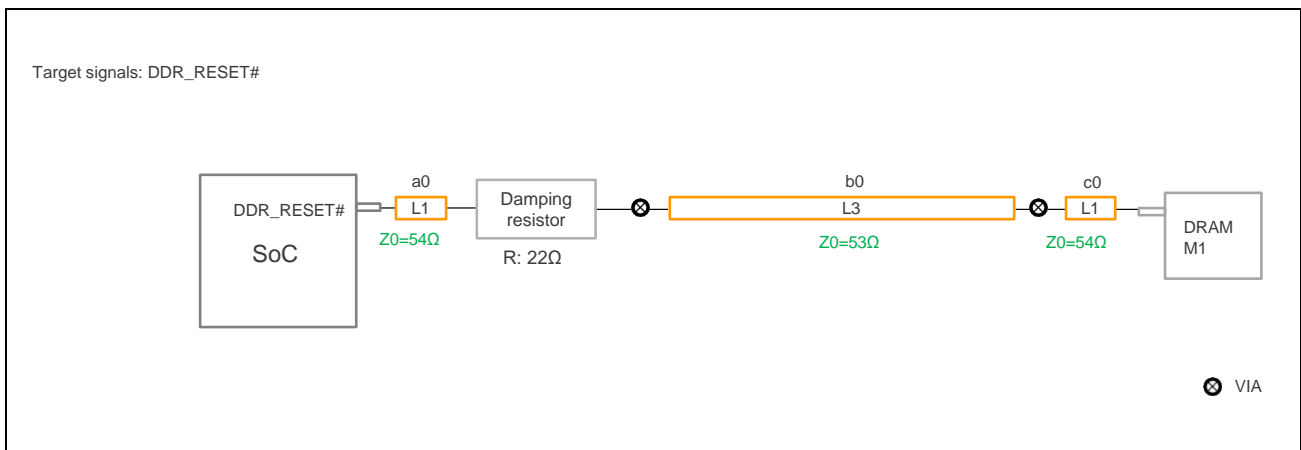 Target signals: DDR_RESET#
a0
b0
c0
DDR_RESET#
L1
Damping
resistor
L3
L1
DRAM
M1
Z0=54Ω
Z0=53Ω
Z0=54Ω
SoC
R: 22Ω
VIA